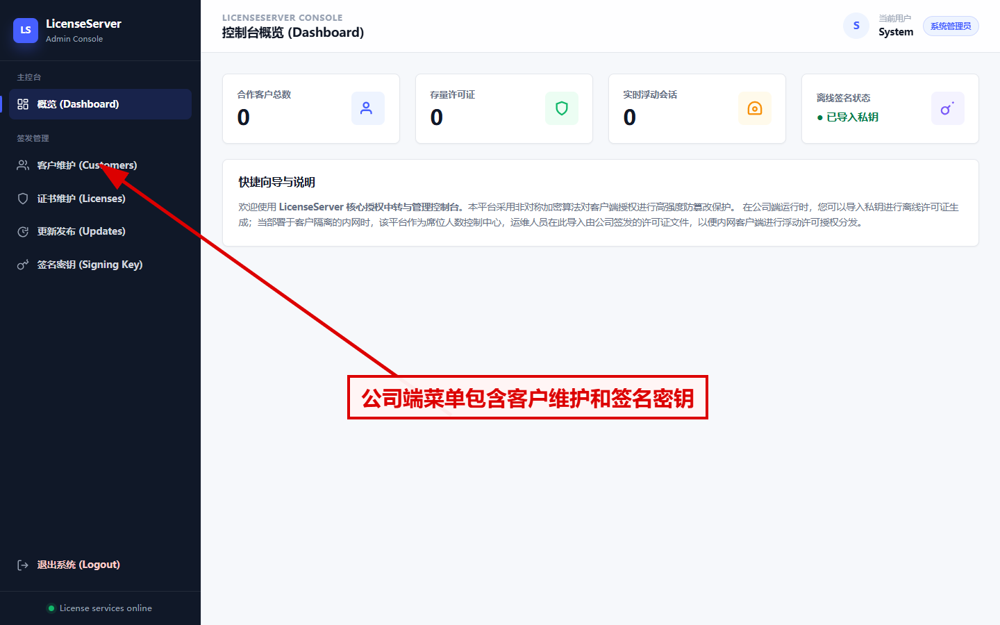 LS
LicenseServer
Admin Console
主控台
概览 (Dashboard)
签发管理
客户维护 (Customers)
证书维护 (Licenses)
更新发布 (Updates)
签名密钥 (Signing Key)
退出系统 (Logout)
License services online
LICENSESERVER CONSOLE
控制台概览 (Dashboard)
S
当前用户
System
系统管理员
合作客户总数
0
存量许可证
0
实时浮动会话
0
离线签名状态
● 已导入私钥
快捷向导与说明
欢迎使用 LicenseServer 核心授权中转与管理控制台。本平台采用非对称加密算法对客户端授权进行高强度防篡改保护。 在公司端运行时，您可以导入私钥进行离线许可证生
成；当部署于客户隔离的内网时，该平台作为席位人数控制中心，运维人员在此导入由公司签发的许可证文件，以便内网客户端进行浮动许可授权分发。
公司端菜单包含客户维护和签名密钥